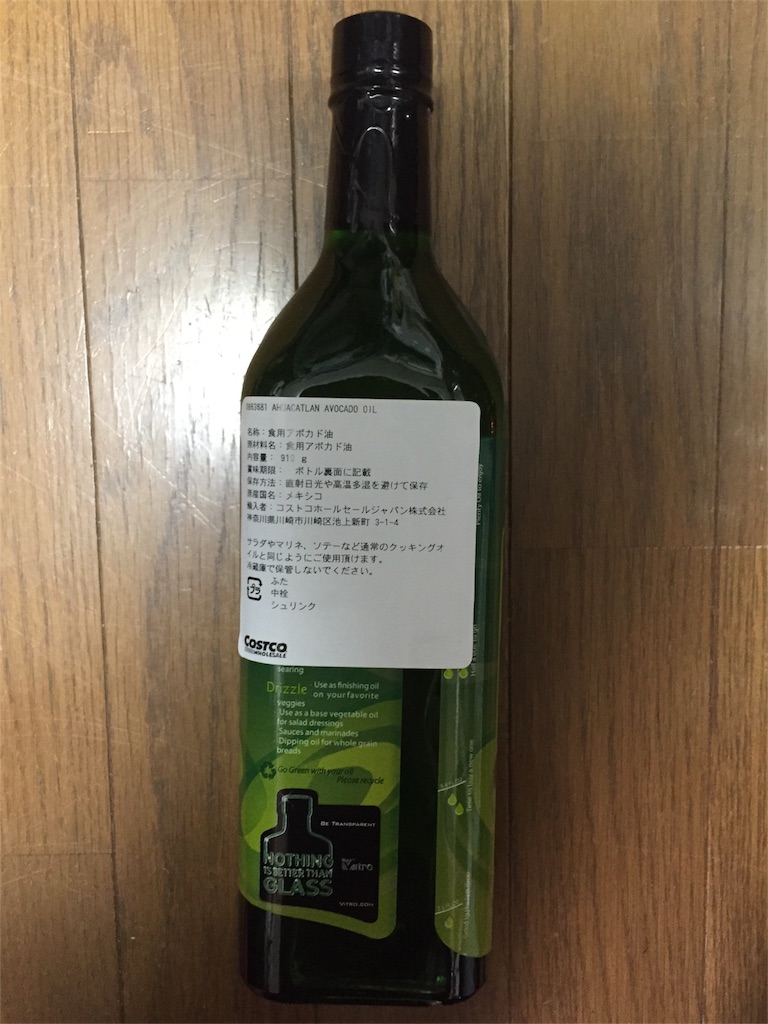 AHUACATLAN AVOCADO OIL
名称：食用アボカド油
原材料名：食用アボカド油
内容量： 910 g
賞味期限： ボトル裏面に記載
保存方法：直射日光や高温多湿を避けて保存
原産国名：メキシコ
輸入者：コストコホールセールジャパン株式会社
神奈川県川崎市川崎区池上新町 3-1-4
サラダやマリネ、ソテーなど通常のクッキングオ
イルと同じようにご使用頂けます。
冷蔵庫で保管しないでください。
プラ
ふた
中栓
シュリンク
COSTCO
WHOLESALE
searing
Drizzle · Use as finishing oil
on your favorite
veggies
· Use as a base vegetable oil
for salad dressings
· Sauces and marinades
· Dipping oil for whole grain
breads
Go Green with your oil
Please recycle
BE TRANSPARENT
NOTHING
IS BETTER THAN
GLASS
Vitro
VITRO.COM